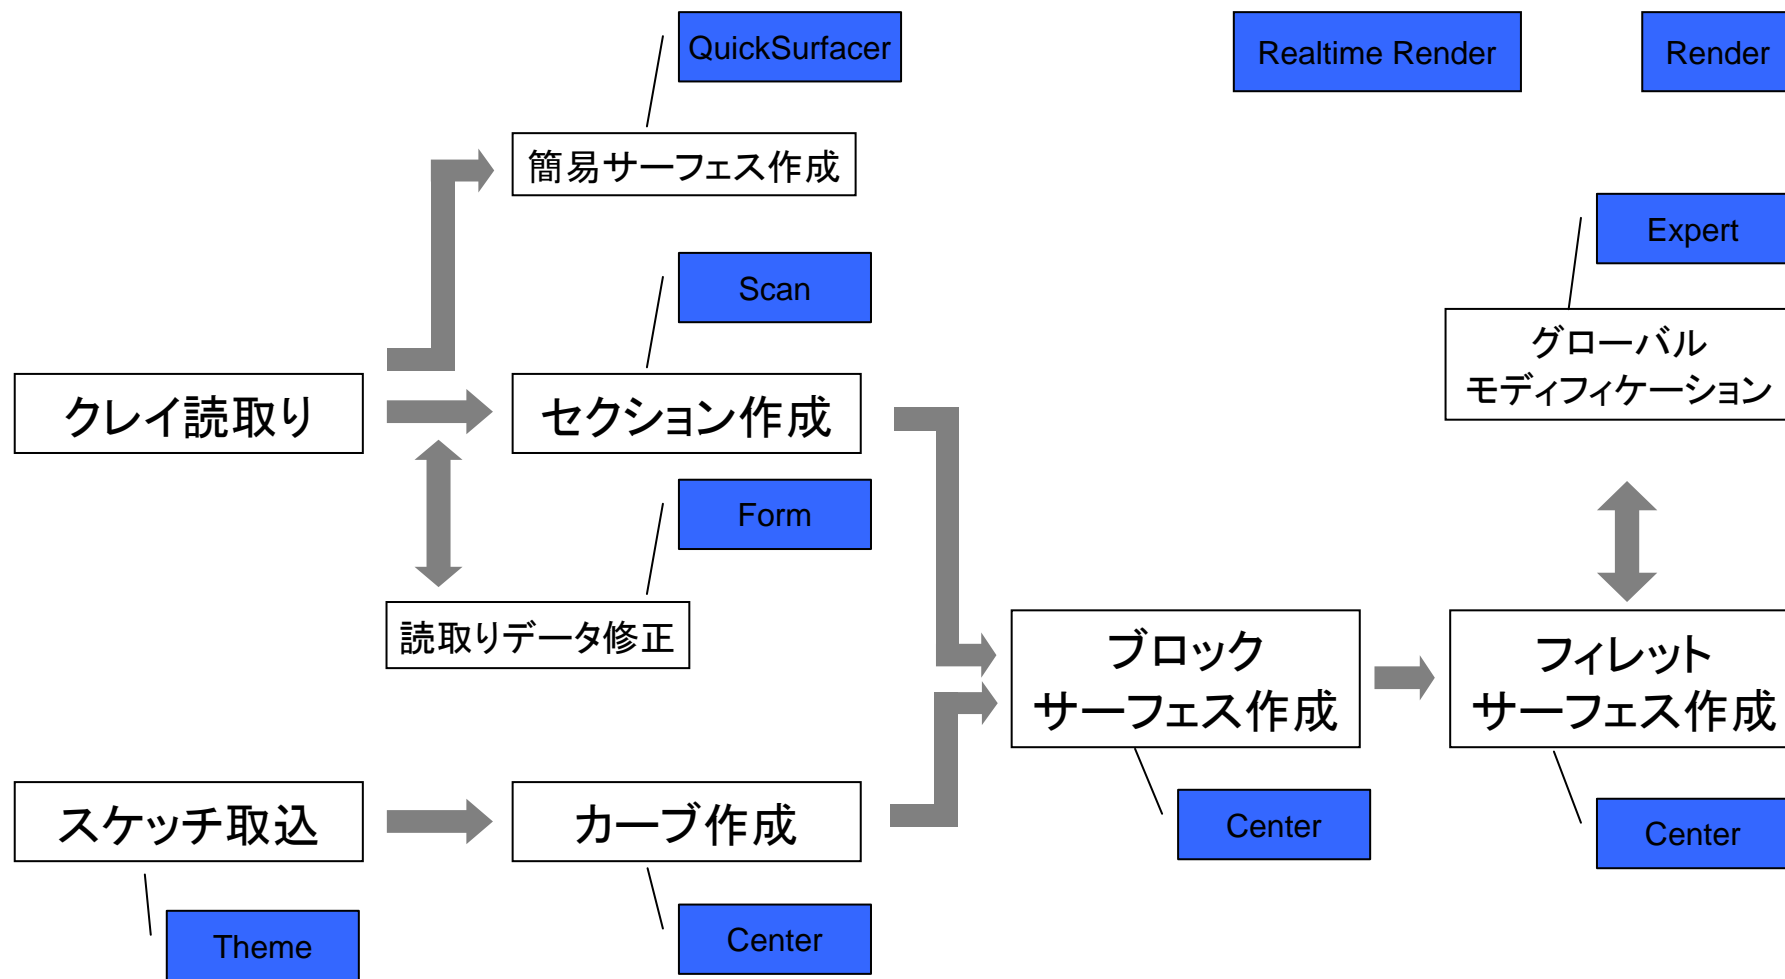 QuickSurfacer
Realtime Render
Render
簡易サーフェス作成
Expert
Scan
グローバル
モディフィケーション
クレイ読取り
セクション作成
Form
読取りデータ修正
ブロック
サーフェス作成
フィレット
サーフェス作成
スケッチ取込
カーブ作成
Center
Center
Theme
Center